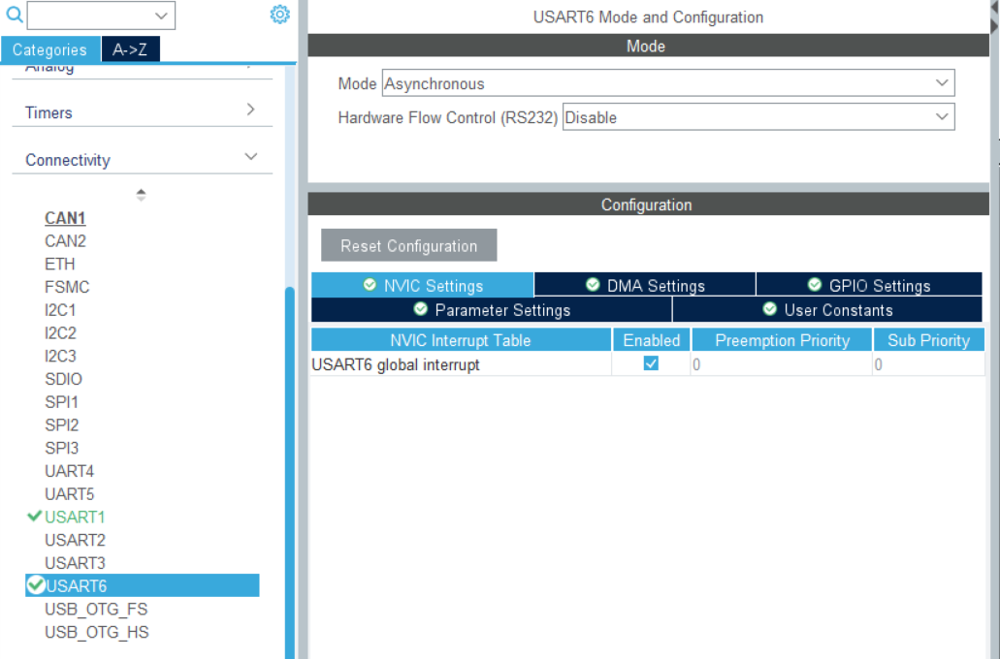 USART6 Mode and Configuration
Categories A->Z
Mode
Analog
Mode Asynchronous
Timers
Hardware Flow Control (RS232) Disable
Connectivity
Configuration
CAN1
CAN2
ETH
FSMC
I2C1
I2C2
I2C3
SDIO
SPI1
SPI2
SPI3
UART4
UART5
USART1
USART2
USART3
USART6
USB_OTG_FS
USB_OTG_HS
Reset Configuration
NVIC Settings DMA Settings GPIO Settings
Parameter Settings User Constants
NVIC Interrupt Table Enabled Preemption Priority Sub Priority
USART6 global interrupt 0 0